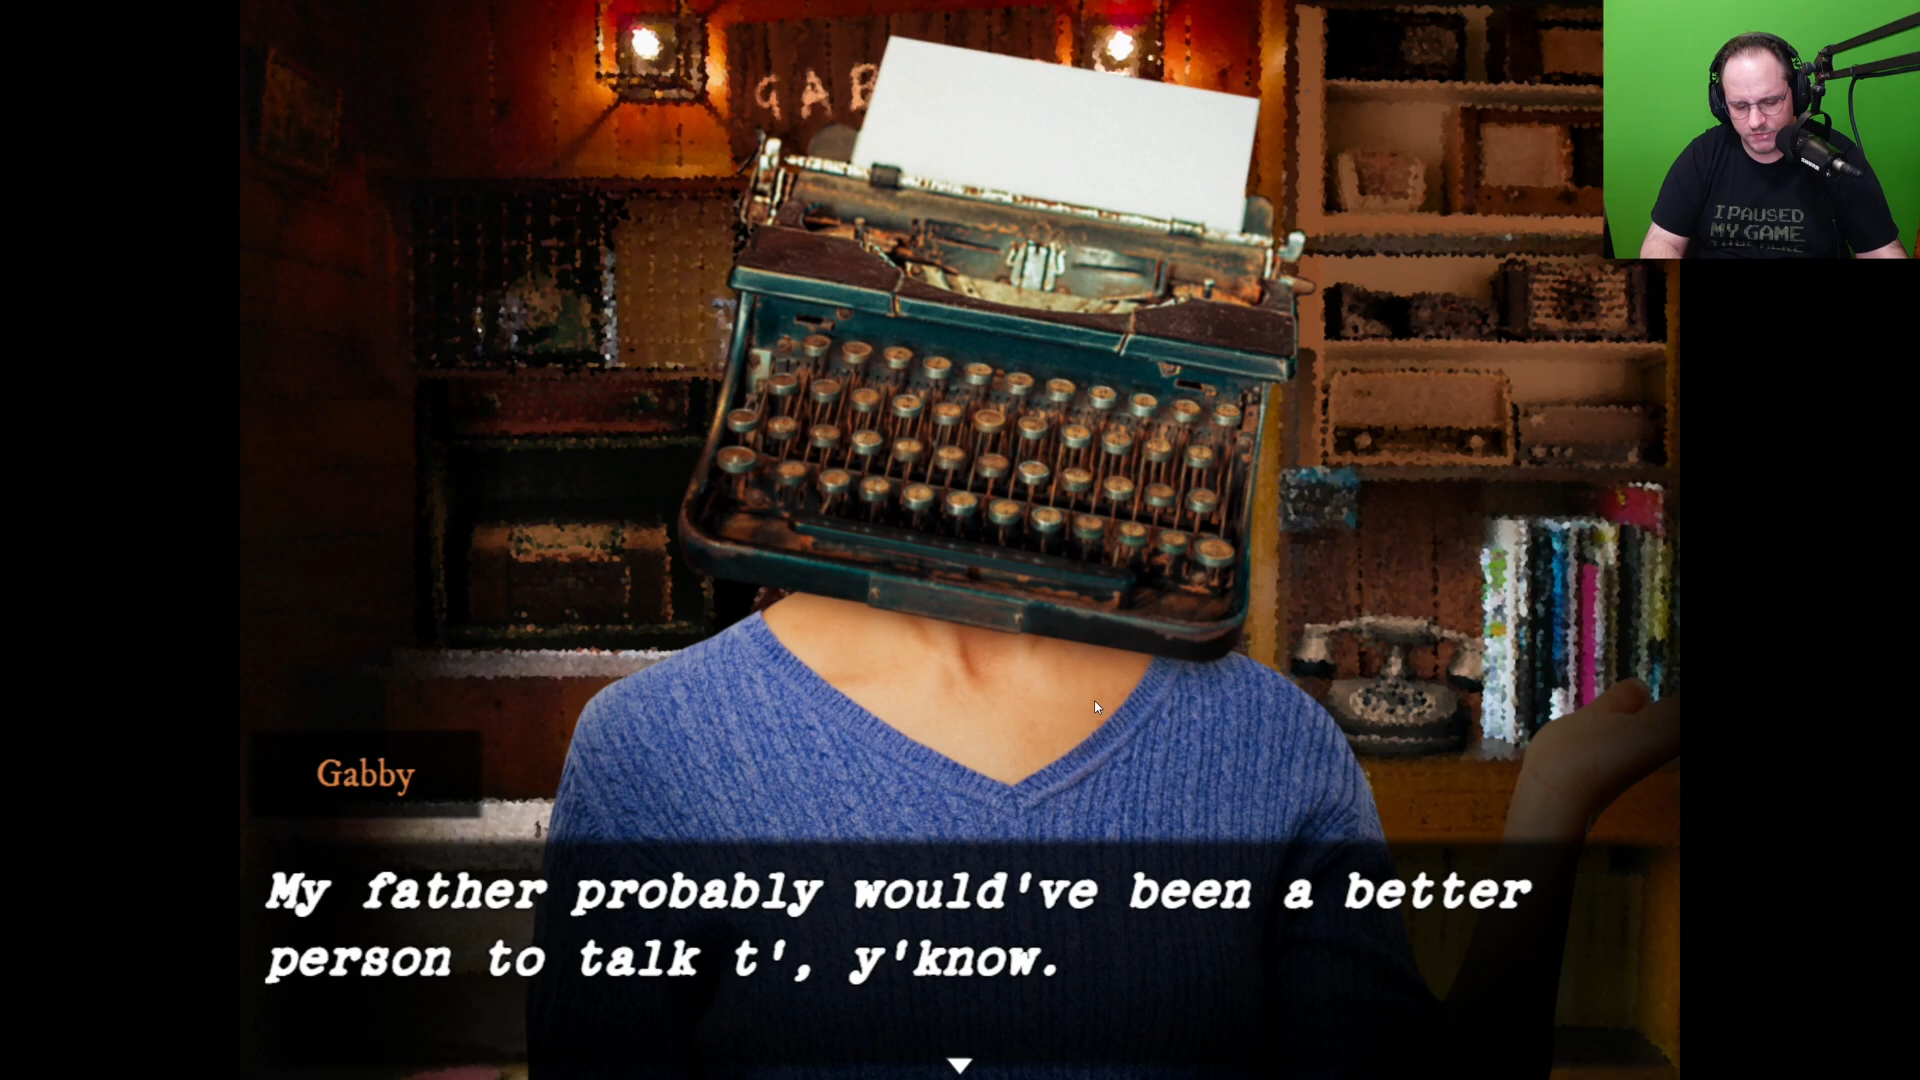 GAB
I PAUSED
MY GAME
Gabby
My father probably would've been a better
person to talk t', y'know.